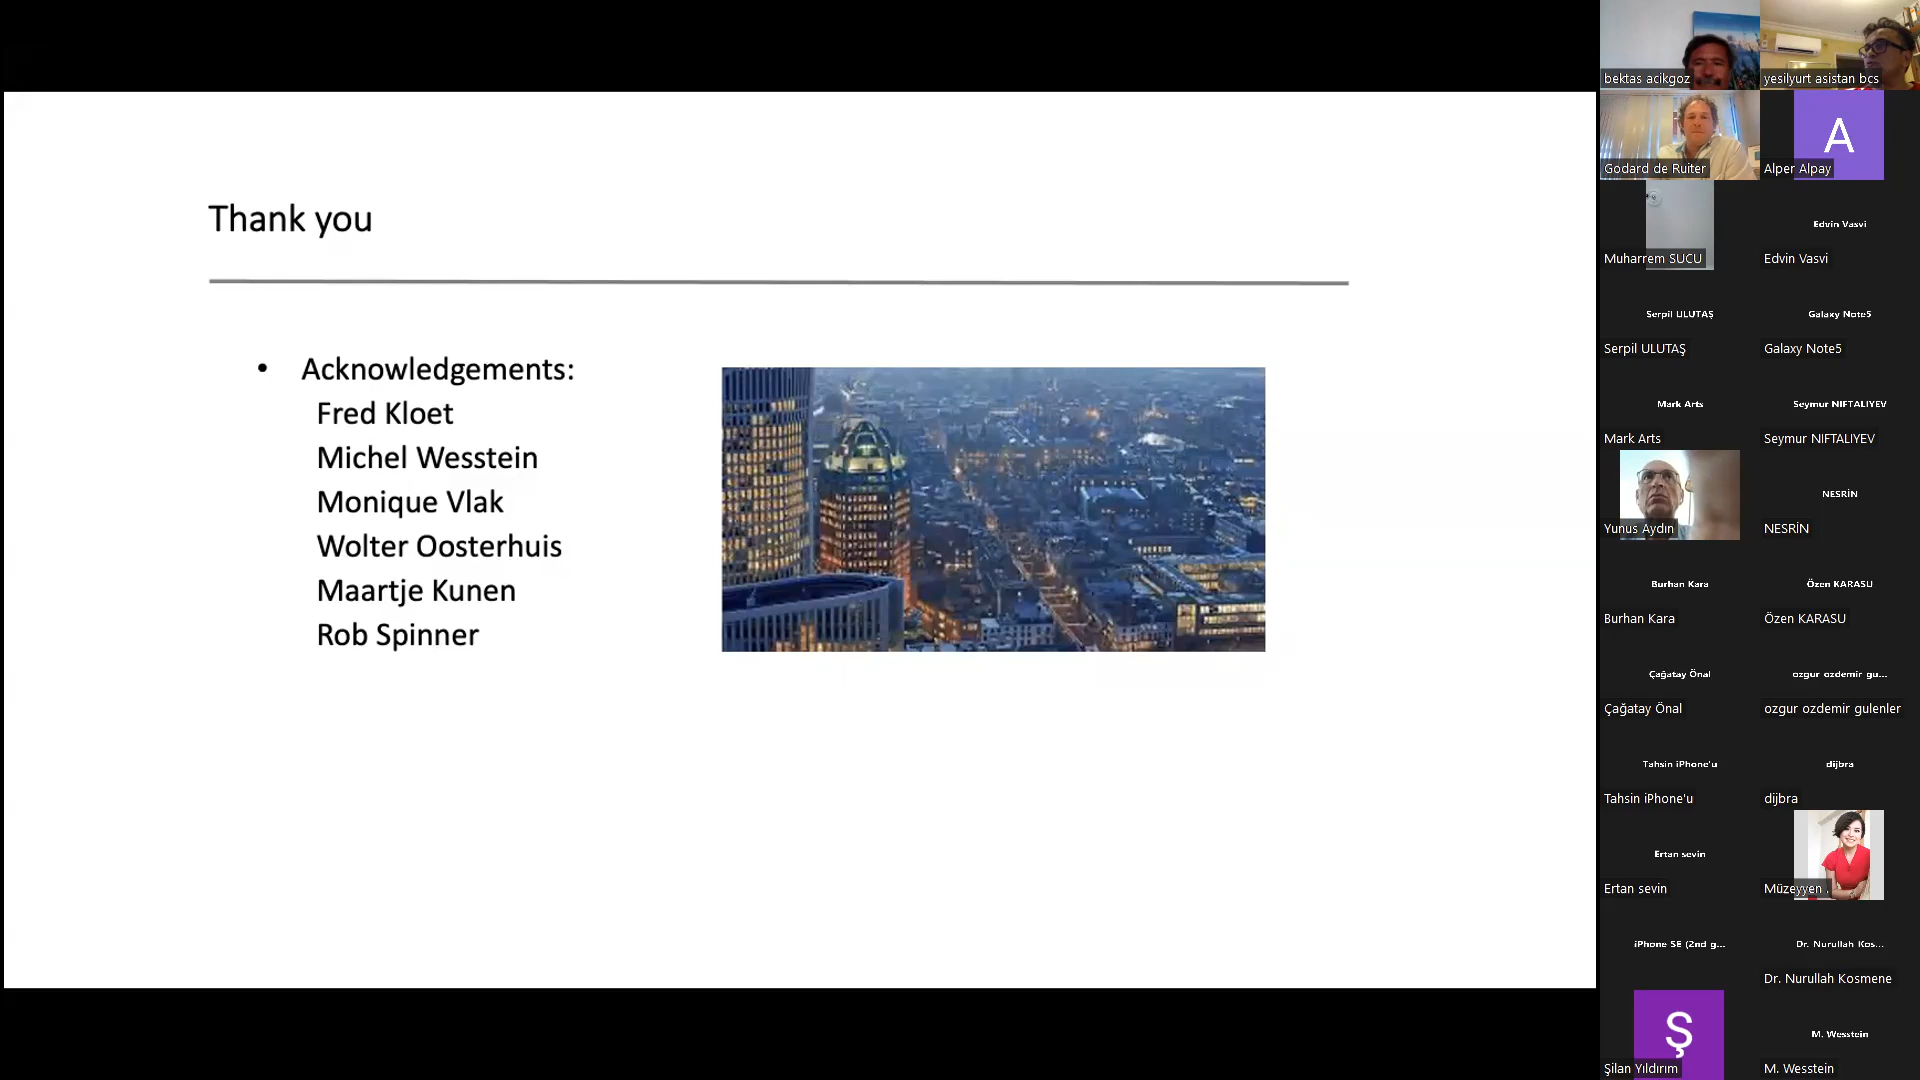 Thank you
• Acknowledgements:
Fred Kloet
Michel Wesstein
Monique Vlak
Wolter Oosterhuis
Maartje Kunen
Rob Spinner
bektas acikgoz
yesilyurt asistan bcs
Godard de Ruiter
A
Alper Alpay
Muharrem SUCU
Edvin Vasvi
Edvin Vasvi
Serpil ULUTAŞ
Serpil ULUTAŞ
Galaxy Note5
Galaxy Note5
Mark Arts
Mark Arts
Seymur NIFTALIYEV
Seymur NIFTALIYEV
Yunus Aydın
NESRİN
NESRİN
Burhan Kara
Burhan Kara
Özen KARASU
Özen KARASU
Çağatay Önal
Çağatay Önal
ozgur ozdemir gu...
ozgur ozdemir gulenler
Tahsin iPhone'u
Tahsin iPhone'u
dijbra
dijbra
Ertan sevin
Ertan sevin
Müzeyyen .
iPhone SE (2nd g...
Dr. Nurullah Kos...
Dr. Nurullah Kosmene
Ş
Şilan Yıldırım
M. Wesstein
M. Wesstein